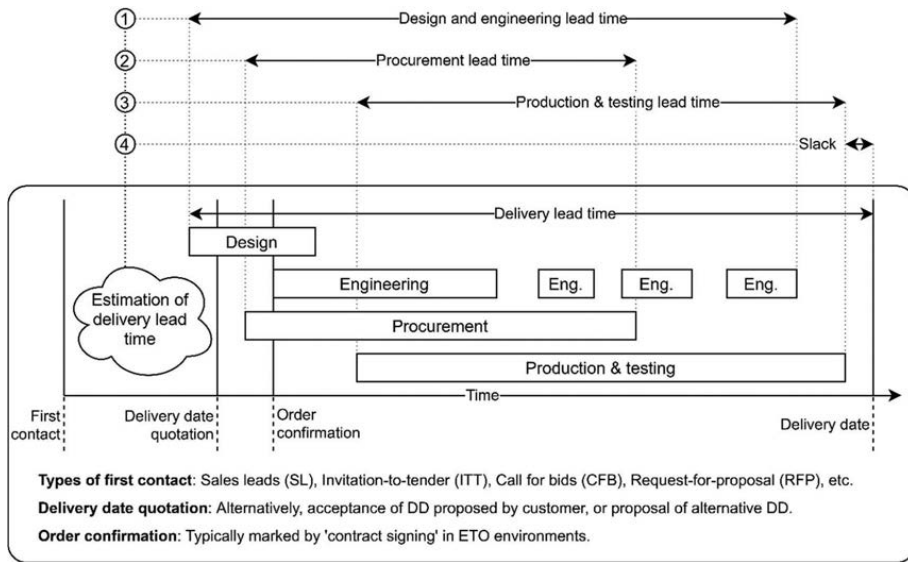 1
Design and engineering lead time
2
Procurement lead time
3
Production & testing lead time
4
Slack
Delivery lead time
Design
Estimation of
delivery lead
time
Engineering
Eng.
Eng.
Eng.
Procurement
Production & testing
Time
First
contact
Delivery date
quotation
Order
confirmation
Delivery date
Types of first contact: Sales leads (SL), Invitation-to-tender (ITT), Call for bids (CFB), Request-for-proposal (RFP), etc.
Delivery date quotation: Alternatively, acceptance of DD proposed by customer, or proposal of alternative DD.
Order confirmation: Typically marked by 'contract signing' in ETO environments.